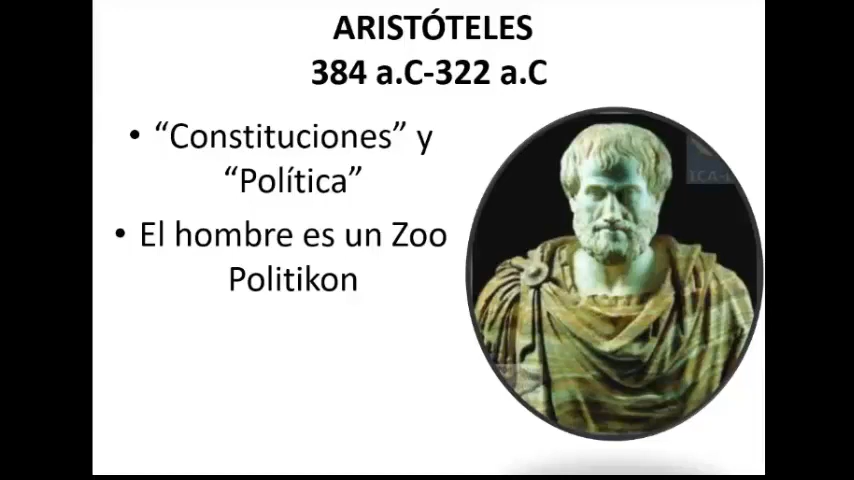 ARISTÓTELES
384 a.C-322 a.C
• “Constituciones” y
“Política”
• El hombre es un Zoo
Politikon